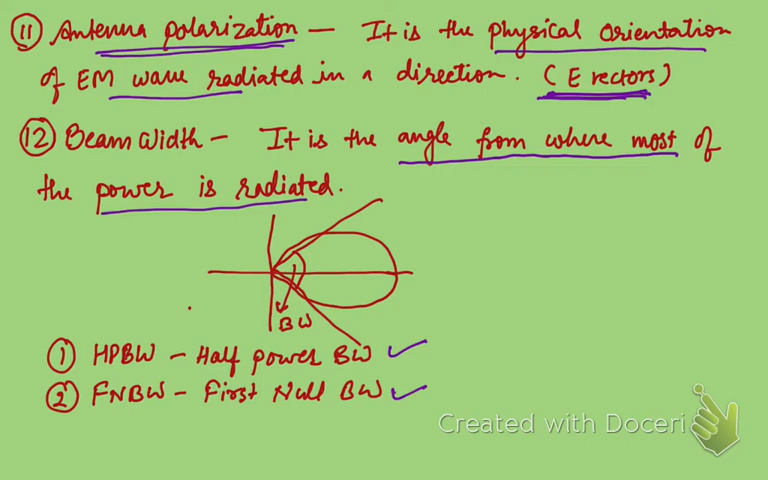 11 Antenna polarization — It is the physical orientation
of EM wave radiated in a direction. (E vectors)
12 Beam Width — It is the angle from where most of
the power is radiated.
BW
1 HPBW — Half power BW ✓
2 FNBW — First Null BW ✓
Created with Doceri